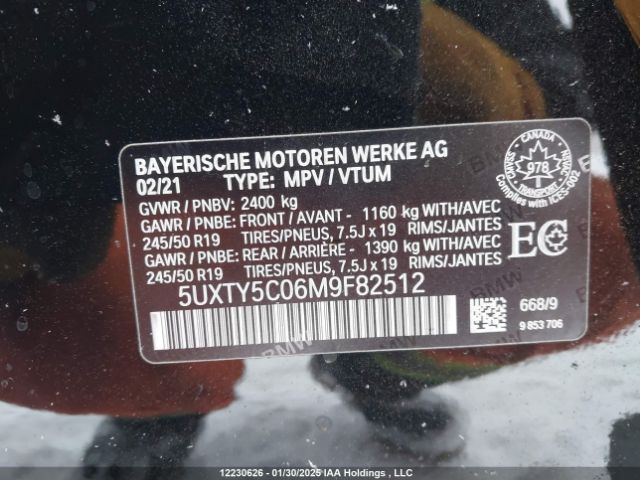 BAYERISCHE MOTOREN WERKE AG
02/21 TYPE: MPV / VTUM
GVWR / PNBV: 2400 kg
GAWR / PNBE: FRONT / AVANT - 1160 kg WITH/AVEC
245/50 R19 TIRES/PNEUS, 7.5J x 19 RIMS/JANTES
GAWR / PNBE: REAR / ARRIÈRE - 1390 kg WITH/AVEC
245/50 R19 TIRES/PNEUS, 7.5J x 19 RIMS/JANTES
5UXTY5C06M9F82512
CANADA
978
TRANSPORT
Complies with ICES-002
EC
668/9
9 853 706
BMW
12230626 - 01/30/2025 IAA Holdings , LLC